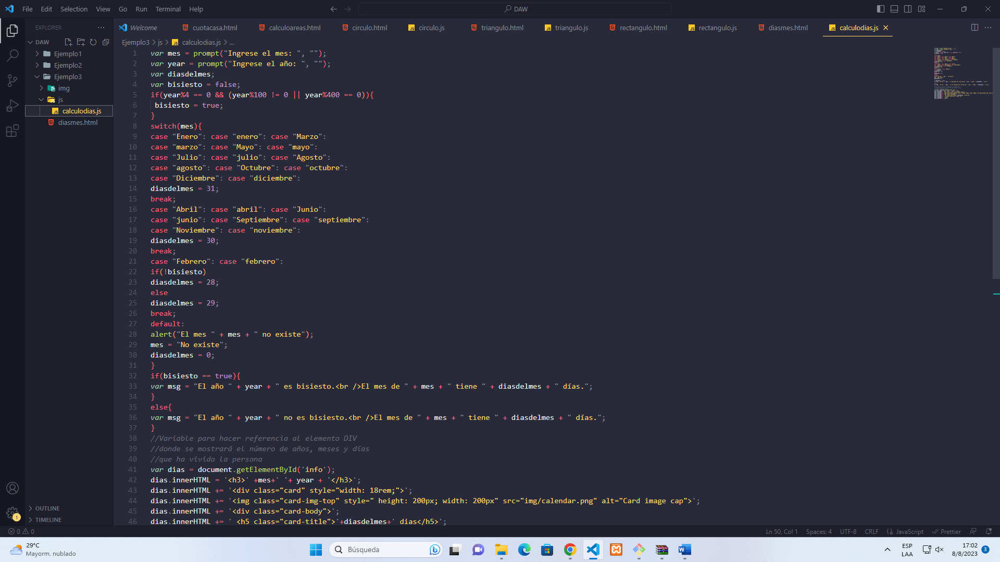 File Edit Selection View Go Run Terminal Help
DAW
EXPLORER
Welcome cuotacasa.html calculoareas.html circulo.html circulo.js triangulo.html triangulo.js rectangulo.html rectangulo.js diasmes.html calculodias.js
DAW
Ejemplo1
Ejemplo2
Ejemplo3
img
js
calculodias.js
diasmes.html
OUTLINE
TIMELINE
Ejemplo3 > js > calculodias.js > ...
1 var mes = prompt("Ingrese el mes: ", "");
2 var year = prompt("Ingrese el año: ", "");
3 var diasdelmes;
4 var bisiesto = false;
5 if(year%4 == 0 && (year%100 != 0 || year%400 == 0)){
6 bisiesto = true;
7 }
8 switch(mes){
9 case "Enero": case "enero": case "Marzo":
10 case "marzo": case "Mayo": case "mayo":
11 case "Julio": case "julio": case "Agosto":
12 case "agosto": case "Octubre": case "octubre":
13 case "Diciembre": case "diciembre":
14 diasdelmes = 31;
15 break;
16 case "Abril": case "abril": case "Junio":
17 case "junio": case "Septiembre": case "septiembre":
18 case "Noviembre": case "noviembre":
19 diasdelmes = 30;
20 break;
21 case "Febrero": case "febrero":
22 if(!bisiesto)
23 diasdelmes = 28;
24 else
25 diasdelmes = 29;
26 break;
27 default:
28 alert("El mes " + mes + " no existe");
29 mes = "No existe";
30 diasdelmes = 0;
31 }
32 if(bisiesto == true){
33 var msg = "El año " + year + " es bisiesto.<br />El mes de " + mes + " tiene " + diasdelmes + " días.";
34 }
35 else{
36 var msg = "El año " + year + " no es bisiesto.<br />El mes de " + mes + " tiene " + diasdelmes + " días.";
37 }
38 //Variable para hacer referencia al elemento DIV
39 //donde se mostrará el número de años, meses y días
40 //que ha vivido la persona
41 var dias = document.getElementById('info');
42 dias.innerHTML = '<h3>' +mes+' '+ year + '</h3>';
43 dias.innerHTML += '<div class="card" style="width: 18rem;">';
44 dias.innerHTML += '<img class="card-img-top" style=" height: 200px; width: 200px" src="img/calendar.png" alt="Card image cap">';
45 dias.innerHTML += '<div class="card-body">';
46 dias.innerHTML += ' <h5 class="card-title">'+diasdelmes+' dias</h5>';
1
0 0
Ln 50, Col 1 Spaces: 4 UTF-8 CRLF JavaScript Prettier
29°C
Mayorm. nublado
Búsqueda
ESP
LAA
17:02
8/8/2023
3